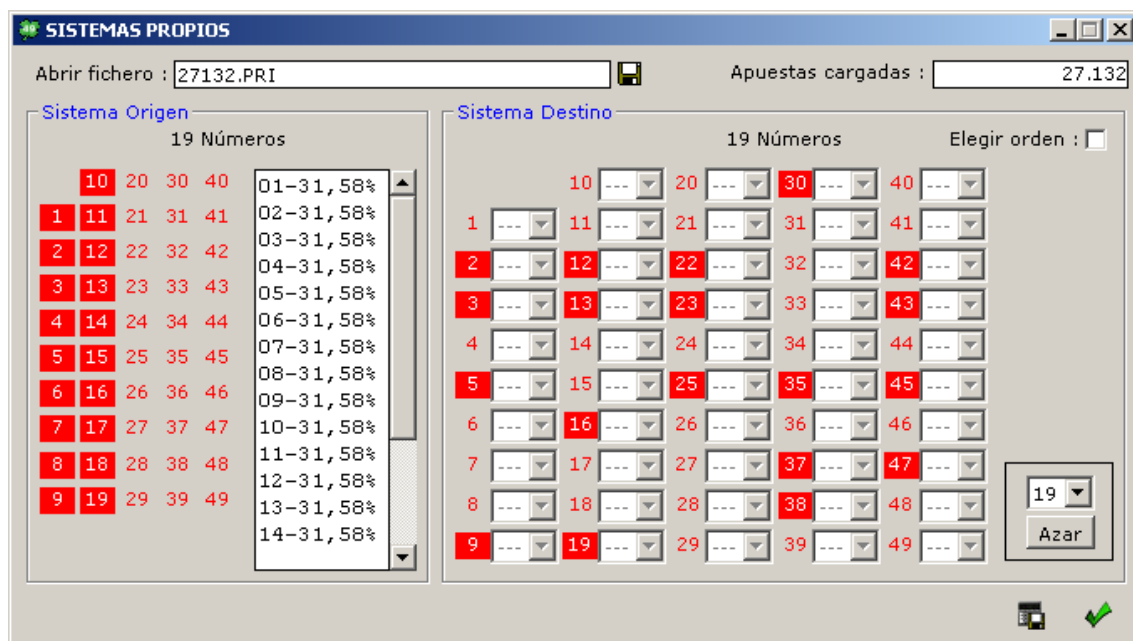 SISTEMAS PROPIOS
Abrir fichero : 27132.PRI Apuestas cargadas : 27.132
Sistema Origen
19 Números
10 20 30 40
1 11 21 31 41
2 12 22 32 42
3 13 23 33 43
4 14 24 34 44
5 15 25 35 45
6 16 26 36 46
7 17 27 37 47
8 18 28 38 48
9 19 29 39 49
01-31,58%
02-31,58%
03-31,58%
04-31,58%
05-31,58%
06-31,58%
07-31,58%
08-31,58%
09-31,58%
10-31,58%
11-31,58%
12-31,58%
13-31,58%
14-31,58%
Sistema Destino
19 Números Elegir orden :
10 --- 20 --- 30 --- 40 ---
1 --- 11 --- 21 --- 31 --- 41 ---
2 --- 12 --- 22 --- 32 --- 42 ---
3 --- 13 --- 23 --- 33 --- 43 ---
4 --- 14 --- 24 --- 34 --- 44 ---
5 --- 15 --- 25 --- 35 --- 45 ---
6 --- 16 --- 26 --- 36 --- 46 ---
7 --- 17 --- 27 --- 37 --- 47 ---
8 --- 18 --- 28 --- 38 --- 48 ---
9 --- 19 --- 29 --- 39 --- 49 ---
19
Azar